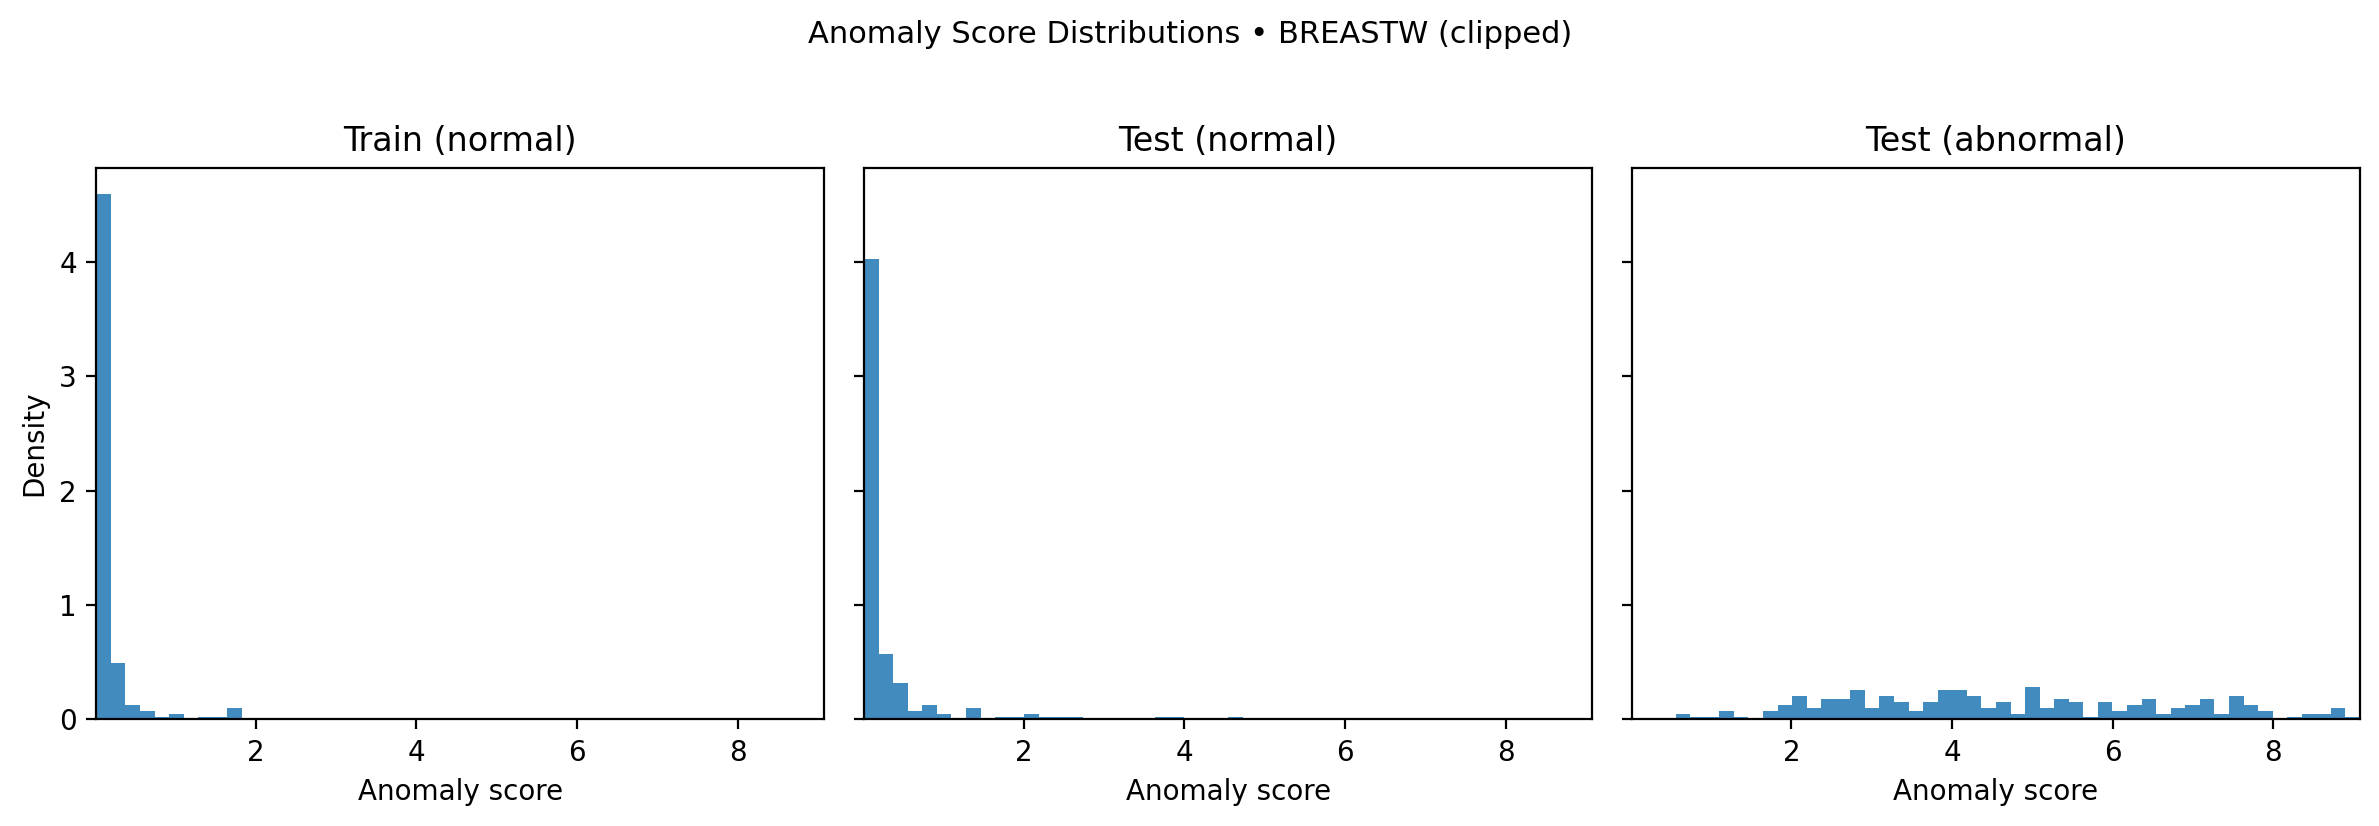 Anomaly Score Distributions • BREASTW (clipped)
Train (normal)
Test (normal)
Test (abnormal)
Density
4
3
2
1
0
2 4 6 8
2 4 6 8
2 4 6 8
Anomaly score
Anomaly score
Anomaly score